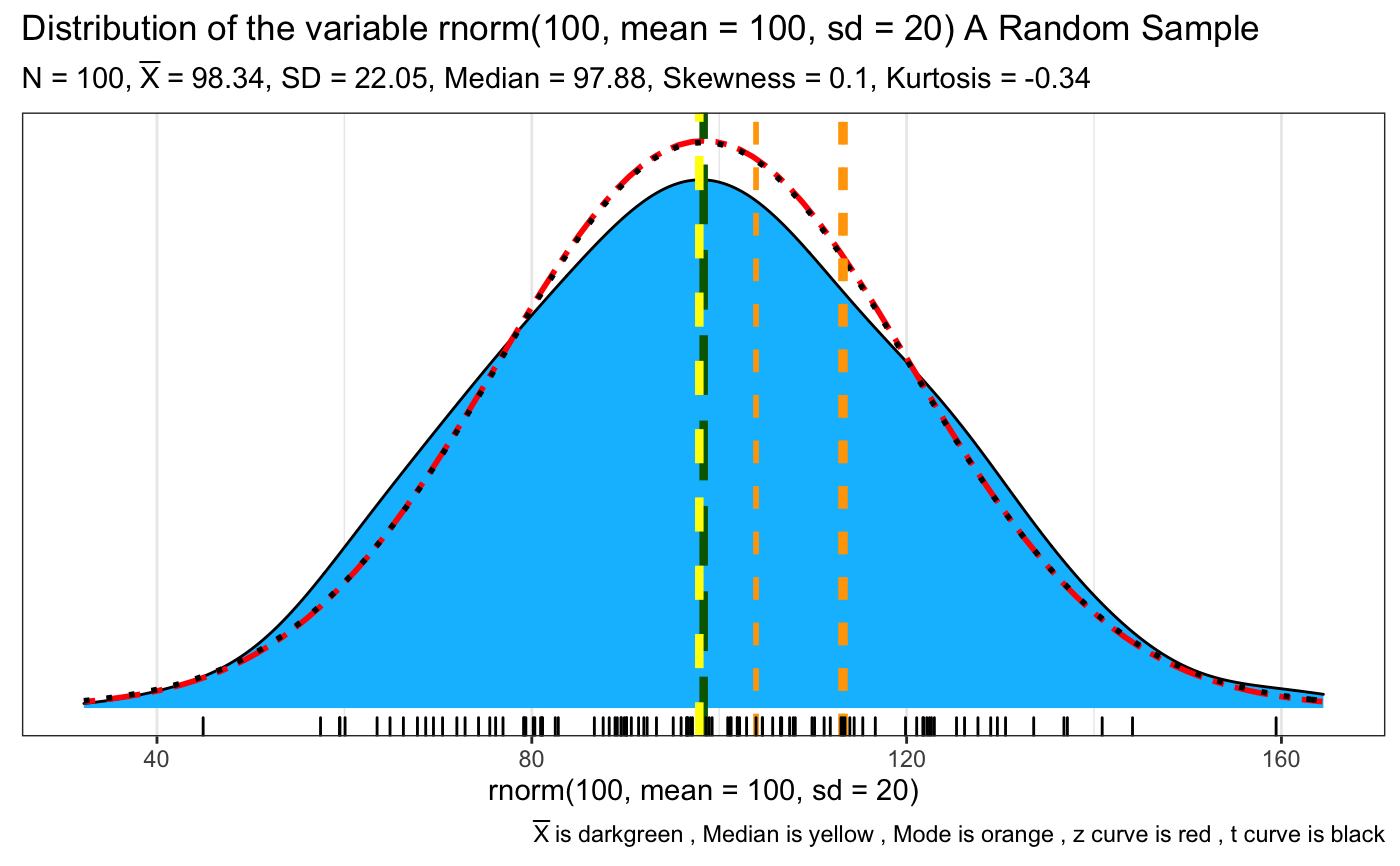 Distribution of the variable rnorm(100, mean = 100, sd = 20) A Random Sample
N = 100, X̅ = 98.34, SD = 22.05, Median = 97.88, Skewness = 0.1, Kurtosis = -0.34
40 80 120 160
rnorm(100, mean = 100, sd = 20)
X̅ is darkgreen , Median is yellow , Mode is orange , z curve is red , t curve is black